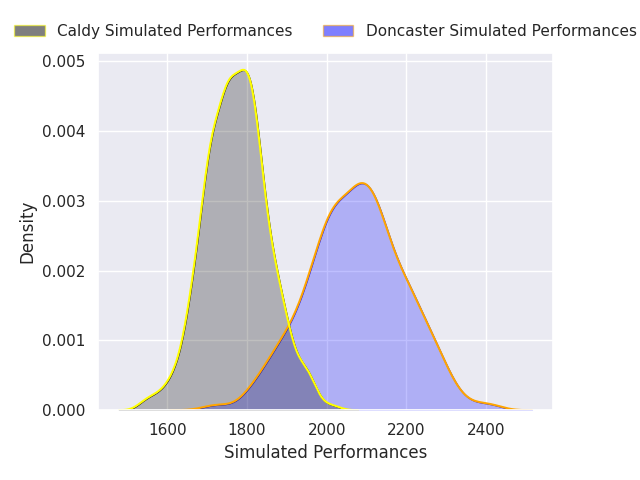 Caldy Simulated Performances Doncaster Simulated Performances
0.005
0.004
0.003
0.002
0.001
0.000
Density
1600 1800 2000 2200 2400
Simulated Performances